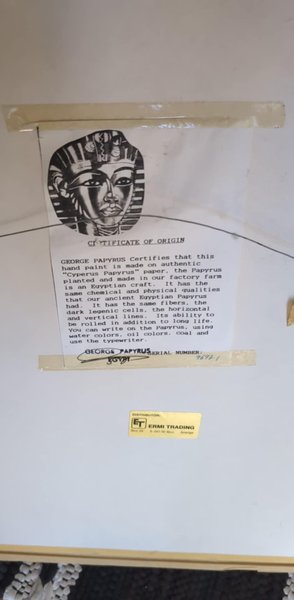 CERTIFICATE OF ORIGIN
GEORGE PAPYRUS Certifies that this
hand paint is made on authentic
"Cyperus Papyrus" paper, the Papyrus
planted and made in our factory farm
is an Egyptian craft. It has the
same chemical and physical qualities
that our ancient Egyptian Papyrus
had. It has the same fibers, the
dark legenic cells, the horizontal
and vertical lines. Its ability to
be rolled in addition to long life.
You can write on the Papyrus, using
water colors, oil colors, coal and
use the typewriter.
GEORGE PAPYRUS SERIAL NUMBER:
EGYPT
DISTRIBUTOR:
ET ERMI TRADING